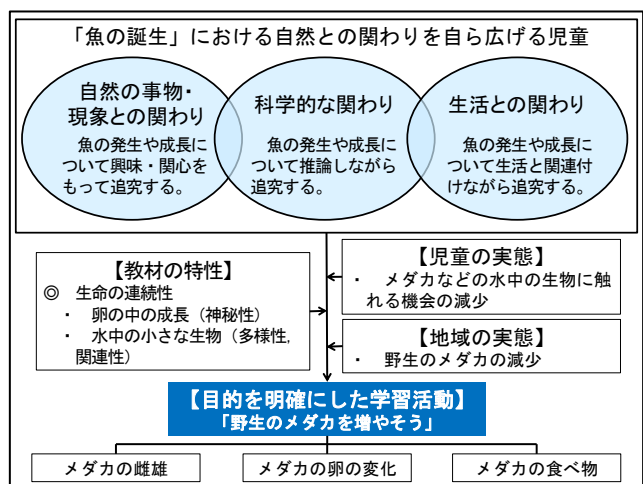 「魚の誕生」における自然との関わりを自ら広げる児童
自然の事物・
現象との関わり
魚の発生や成長に
ついて興味・関心を
もって追究する。
科学的な関わり
魚の発生や成長に
ついて推論しながら
追究する。
生活との関わり
魚の発生や成長に
ついて生活と関連付
けながら追究する。
【教材の特性】
◎ 生命の連続性
・ 卵の中の成長（神秘性）
・ 水中の小さな生物（多様性,
関連性）
【児童の実態】
・ メダカなどの水中の生物に触
れる機会の減少
【地域の実態】
・ 野生のメダカの減少
【目的を明確にした学習活動】
「野生のメダカを増やそう」
メダカの雌雄
メダカの卵の変化
メダカの食べ物